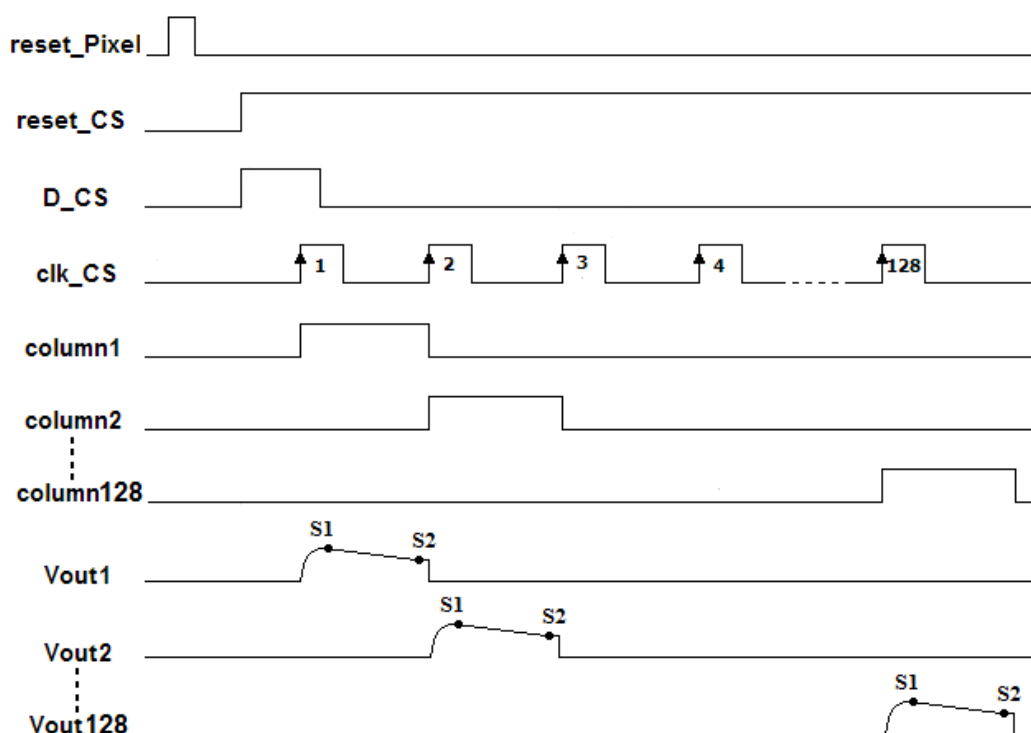 reset_Pixel
reset_CS
D_CS
clk_CS 1 2 3 4 128
column1
column2
column128
S1 S2
Vout1
S1 S2
Vout2
S1 S2
Vout128